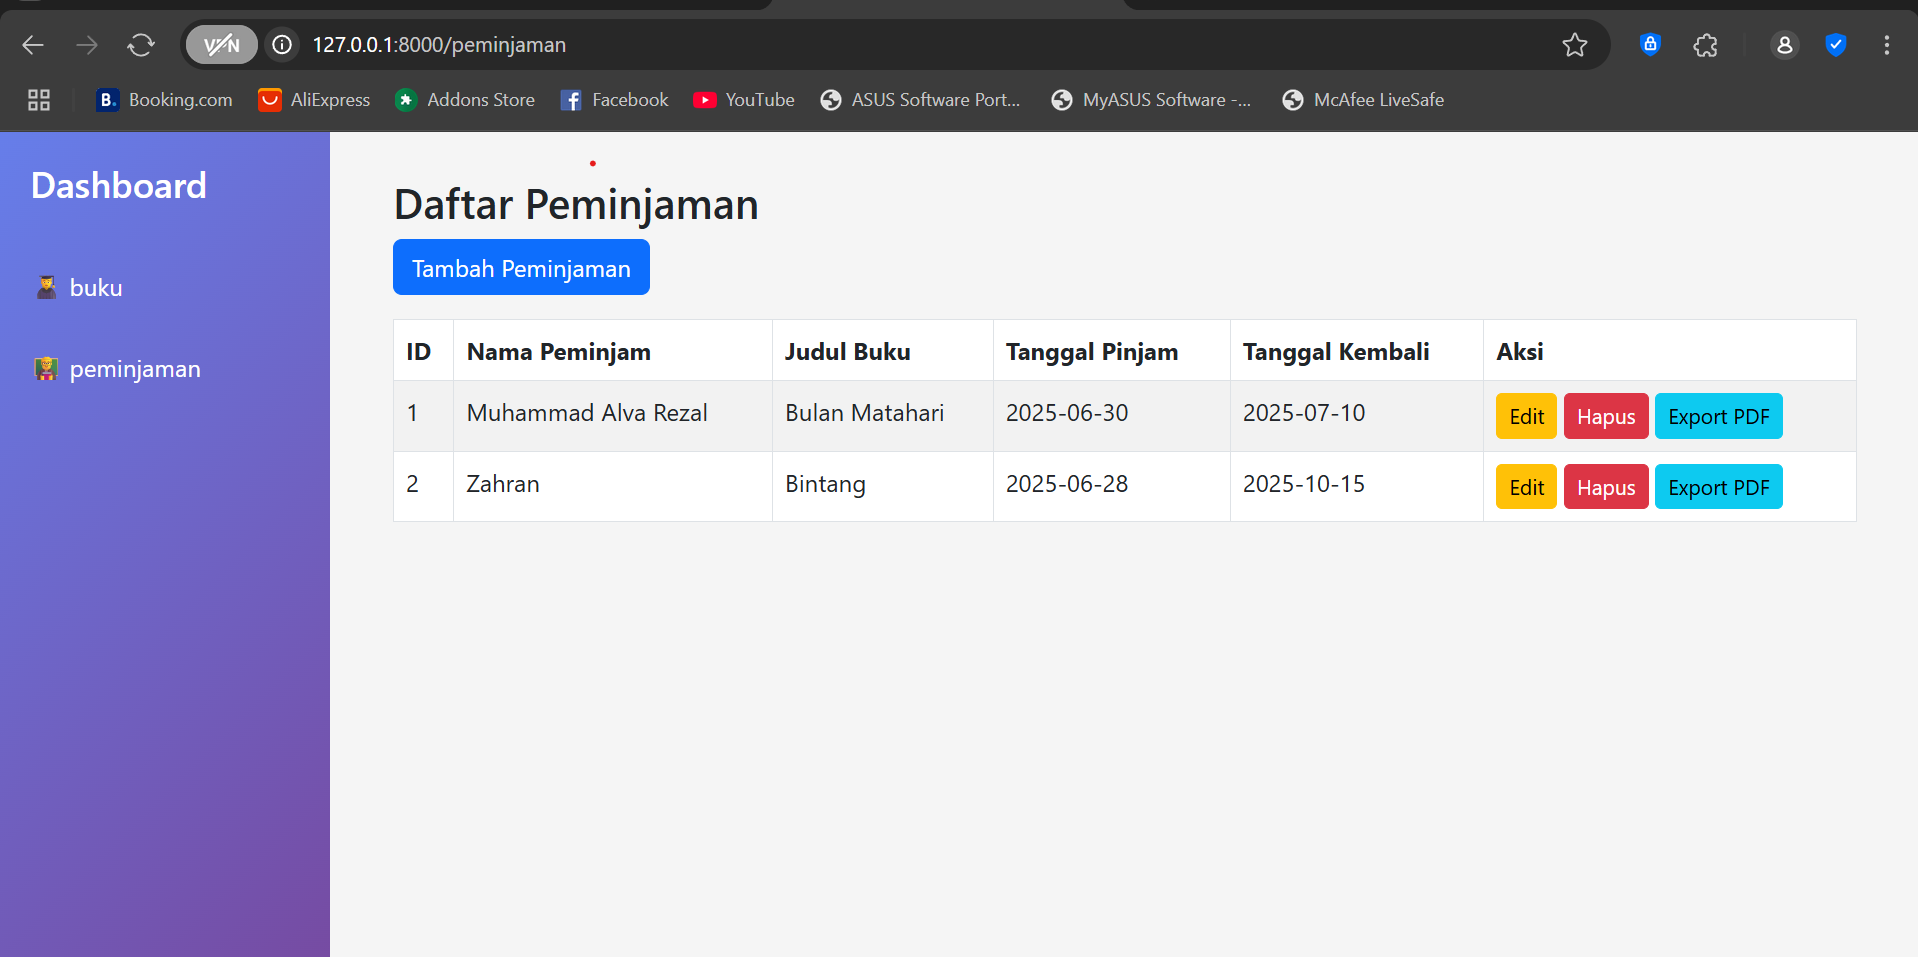 VPN 127.0.0.1:8000/peminjaman
B. Booking.com AliExpress Addons Store Facebook YouTube ASUS Software Port... MyASUS Software -... McAfee LiveSafe
Dashboard
buku
peminjaman
Daftar Peminjaman
Tambah Peminjaman
ID Nama Peminjam Judul Buku Tanggal Pinjam Tanggal Kembali Aksi
1 Muhammad Alva Rezal Bulan Matahari 2025-06-30 2025-07-10 Edit Hapus Export PDF
2 Zahran Bintang 2025-06-28 2025-10-15 Edit Hapus Export PDF